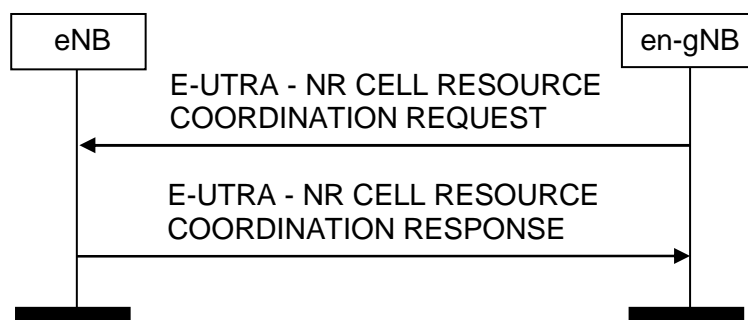 eNB
en-gNB
E-UTRA - NR CELL RESOURCE
COORDINATION REQUEST
E-UTRA - NR CELL RESOURCE
COORDINATION RESPONSE